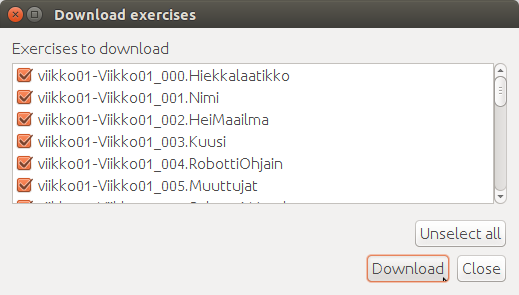 Download exercises
Exercises to download
viikko01-Viikko01_000.Hiekkalaatikko
viikko01-Viikko01_001.Nimi
viikko01-Viikko01_002.HeiMaailma
viikko01-Viikko01_003.Kuusi
viikko01-Viikko01_004.RobottiOhjain
viikko01-Viikko01_005.Muuttujat
Unselect all
Download
Close